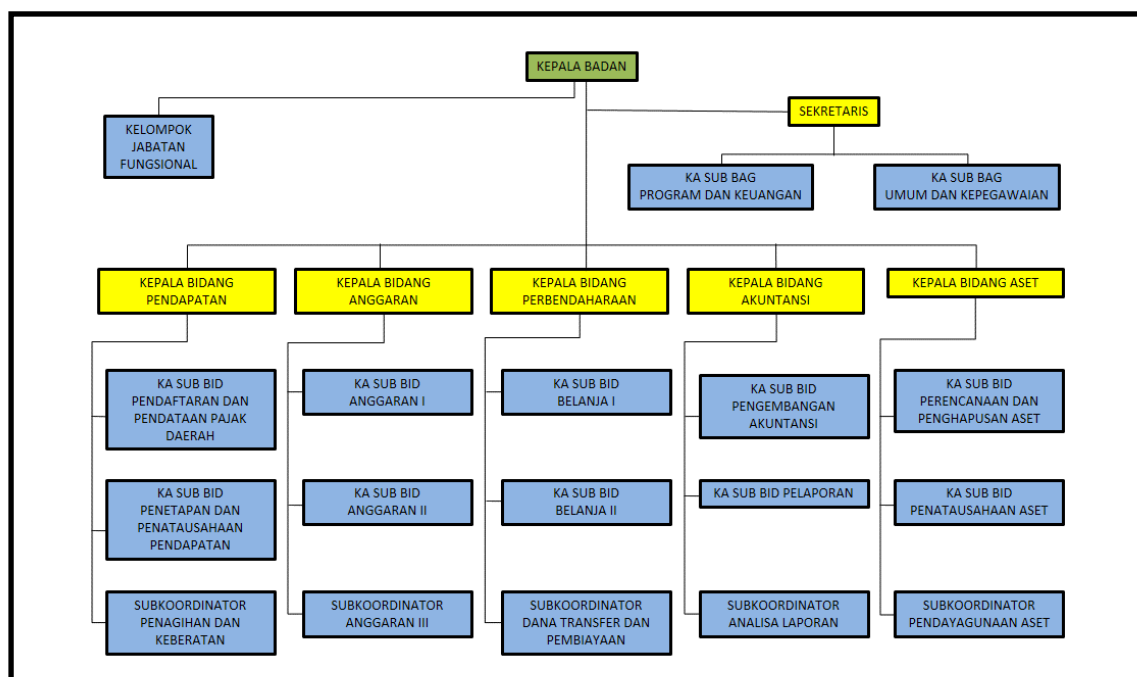 KEPALA BADAN
SEKRETARIS
KELOMPOK
JABATAN
FUNGSIONAL
KA SUB BAG
PROGRAM DAN KEUANGAN
KA SUB BAG
UMUM DAN KEPEGAWAIAN
KEPALA BIDANG
PENDAPATAN
KEPALA BIDANG
ANGGARAN
KEPALA BIDANG
PERBENDAHARAAN
KEPALA BIDANG
AKUNTANSI
KEPALA BIDANG ASET
KA SUB BID
PENDAFTARAN DAN
PENDATAAN PAJAK
DAERAH
KA SUB BID
ANGGARAN I
KA SUB BID
BELANJA I
KA SUB BID
PENGEMBANGAN
AKUNTANSI
KA SUB BID
PERENCANAAN DAN
PENGHAPUSAN ASET
KA SUB BID
PENETAPAN DAN
PENATAUSAHAAN
PENDAPATAN
KA SUB BID
ANGGARAN II
KA SUB BID
BELANJA II
KA SUB BID PELAPORAN
KA SUB BID
PENATAUSAHAAN ASET
SUBKOORDINATOR
PENAGIHAN DAN
KEBERATAN
SUBKOORDINATOR
ANGGARAN III
SUBKOORDINATOR
DANA TRANSFER DAN
PEMBIAYAAN
SUBKOORDINATOR
ANALISA LAPORAN
SUBKOORDINATOR
PENDAYAGUNAAN ASET